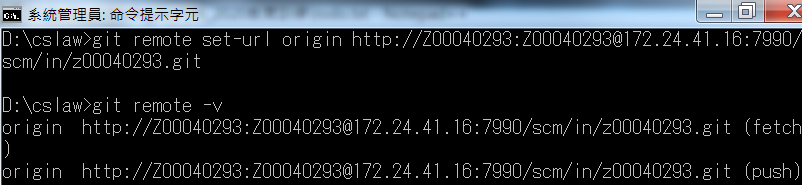 系統管理員: 命令提示字元
D:\cslaw>git remote set-url origin http://Z00040293:Z00040293@172.24.41.16:7990/
scm/in/z00040293.git
D:\cslaw>git remote -v
origin  http://Z00040293:Z00040293@172.24.41.16:7990/scm/in/z00040293.git (fetch
)
origin  http://Z00040293:Z00040293@172.24.41.16:7990/scm/in/z00040293.git (push)